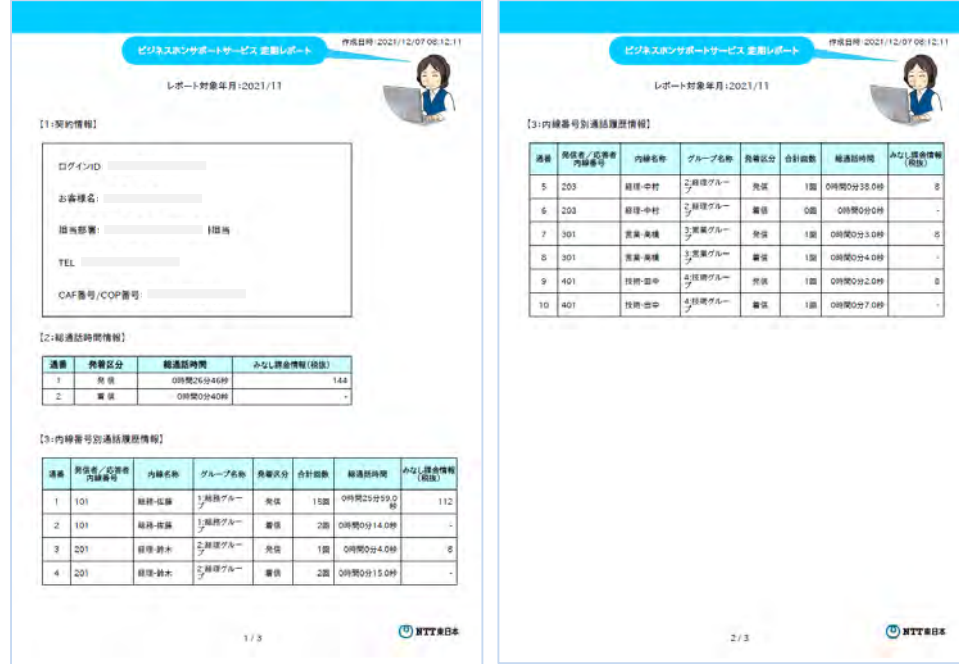 ビジネスホンサポートサービス 定期レポート
作成日時:2021/12/07 08:12:11
レポート対象年月:2021/11
【1:契約情報】
ログインID
お客様名:
担当部署: 担当
TEL
CAF番号/COP番号:
【2:総通話時間情報】
通番 発着区分 総通話時間 みなし課金情報(税抜)
1 発信 0時間26分46秒 144
2 着信 0時間0分40秒 -
【3:内線番号別通話履歴情報】
通番 発信者/応答者内線番号 内線名称 グループ名称 発着区分 合計回数 総通話時間 みなし課金情報(税抜)
1 101 総務-佐藤 1:総務グループ 発信 15回 0時間25分59.0秒 112
2 101 総務-佐藤 1:総務グループ 着信 2回 0時間0分14.0秒 -
3 201 経理-鈴木 2:経理グループ 発信 1回 0時間0分4.0秒 8
4 201 経理-鈴木 2:経理グループ 着信 2回 0時間0分15.0秒 -
1 / 3
NTT東日本
ビジネスホンサポートサービス 定期レポート
作成日時:2021/12/07 08:12:11
レポート対象年月:2021/11
【3:内線番号別通話履歴情報】
通番 発信者/応答者内線番号 内線名称 グループ名称 発着区分 合計回数 総通話時間 みなし課金情報(税抜)
5 203 経理-中村 2:経理グループ 発信 1回 0時間0分38.0秒 8
6 203 経理-中村 2:経理グループ 着信 0回 0時間0分0秒 -
7 301 営業-高橋 3:営業グループ 発信 1回 0時間0分3.0秒 8
8 301 営業-高橋 3:営業グループ 着信 1回 0時間0分4.0秒 -
9 401 技術-田中 4:技術グループ 発信 1回 0時間0分2.0秒 8
10 401 技術-田中 4:技術グループ 着信 1回 0時間0分7.0秒 -
2 / 3
NTT東日本